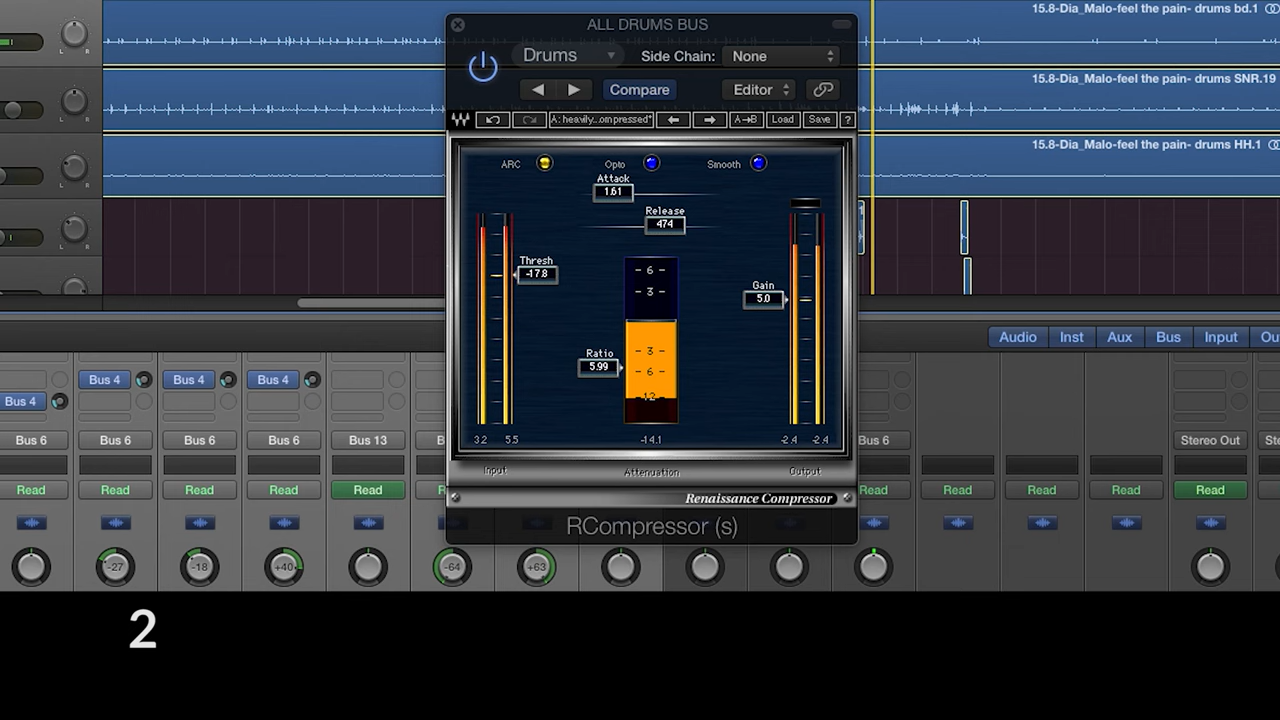 ALL DRUMS BUS
15.8-Dia_Malo-feel the pain- drums bd.1
Drums Side Chain: None
Compare Editor
15.8-Dia_Malo-feel the pain- drums SNR.19
A: heavily...ompressed* A→B Load Save ?
15.8-Dia_Malo-feel the pain- drums HH.1
ARC Opto Smooth
Attack
1.61
Release
474
Thresh
-17.8
6
3
Gain
5.0
Ratio
5.99
3
6
12
3.2 5.5 -14.1 -2.4 -2.4
Input Attenuation Output
Renaissance Compressor
RCompressor (s)
L R
L R
L R
L R
Audio Inst Aux Bus Input Ou
Bus 4 Bus 4 Bus 4
Bus 4
Bus 6 Bus 6 Bus 6 Bus 6 Bus 13 B Bus 6 Stereo Out
Read Read Read Read Read R Read Read Read Read Read
-27 -18 +40 -64 +63
2